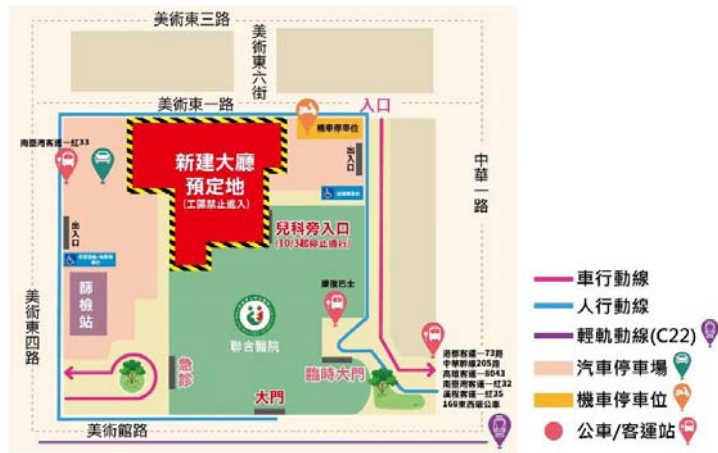 美術東三路
美術東六街
美術東一路
入口
機車停車位
南臺灣客運—紅33
新建大廳
預定地
(工區禁止進入)
出入口
中華一路
兒科旁入口
(10/3起停止通行)
出入口
康復巴士
篩檢站
聯合醫院
美術東四路
急診
臨時大門
大門
港都客運—73路
中華幹線205路
高雄客運—8043
南臺灣客運—紅32
漢程客運—紅35
168東西環公車
美術館路
車行動線
人行動線
輕軌動線(C22)
汽車停車場
機車停車位
公車/客運站